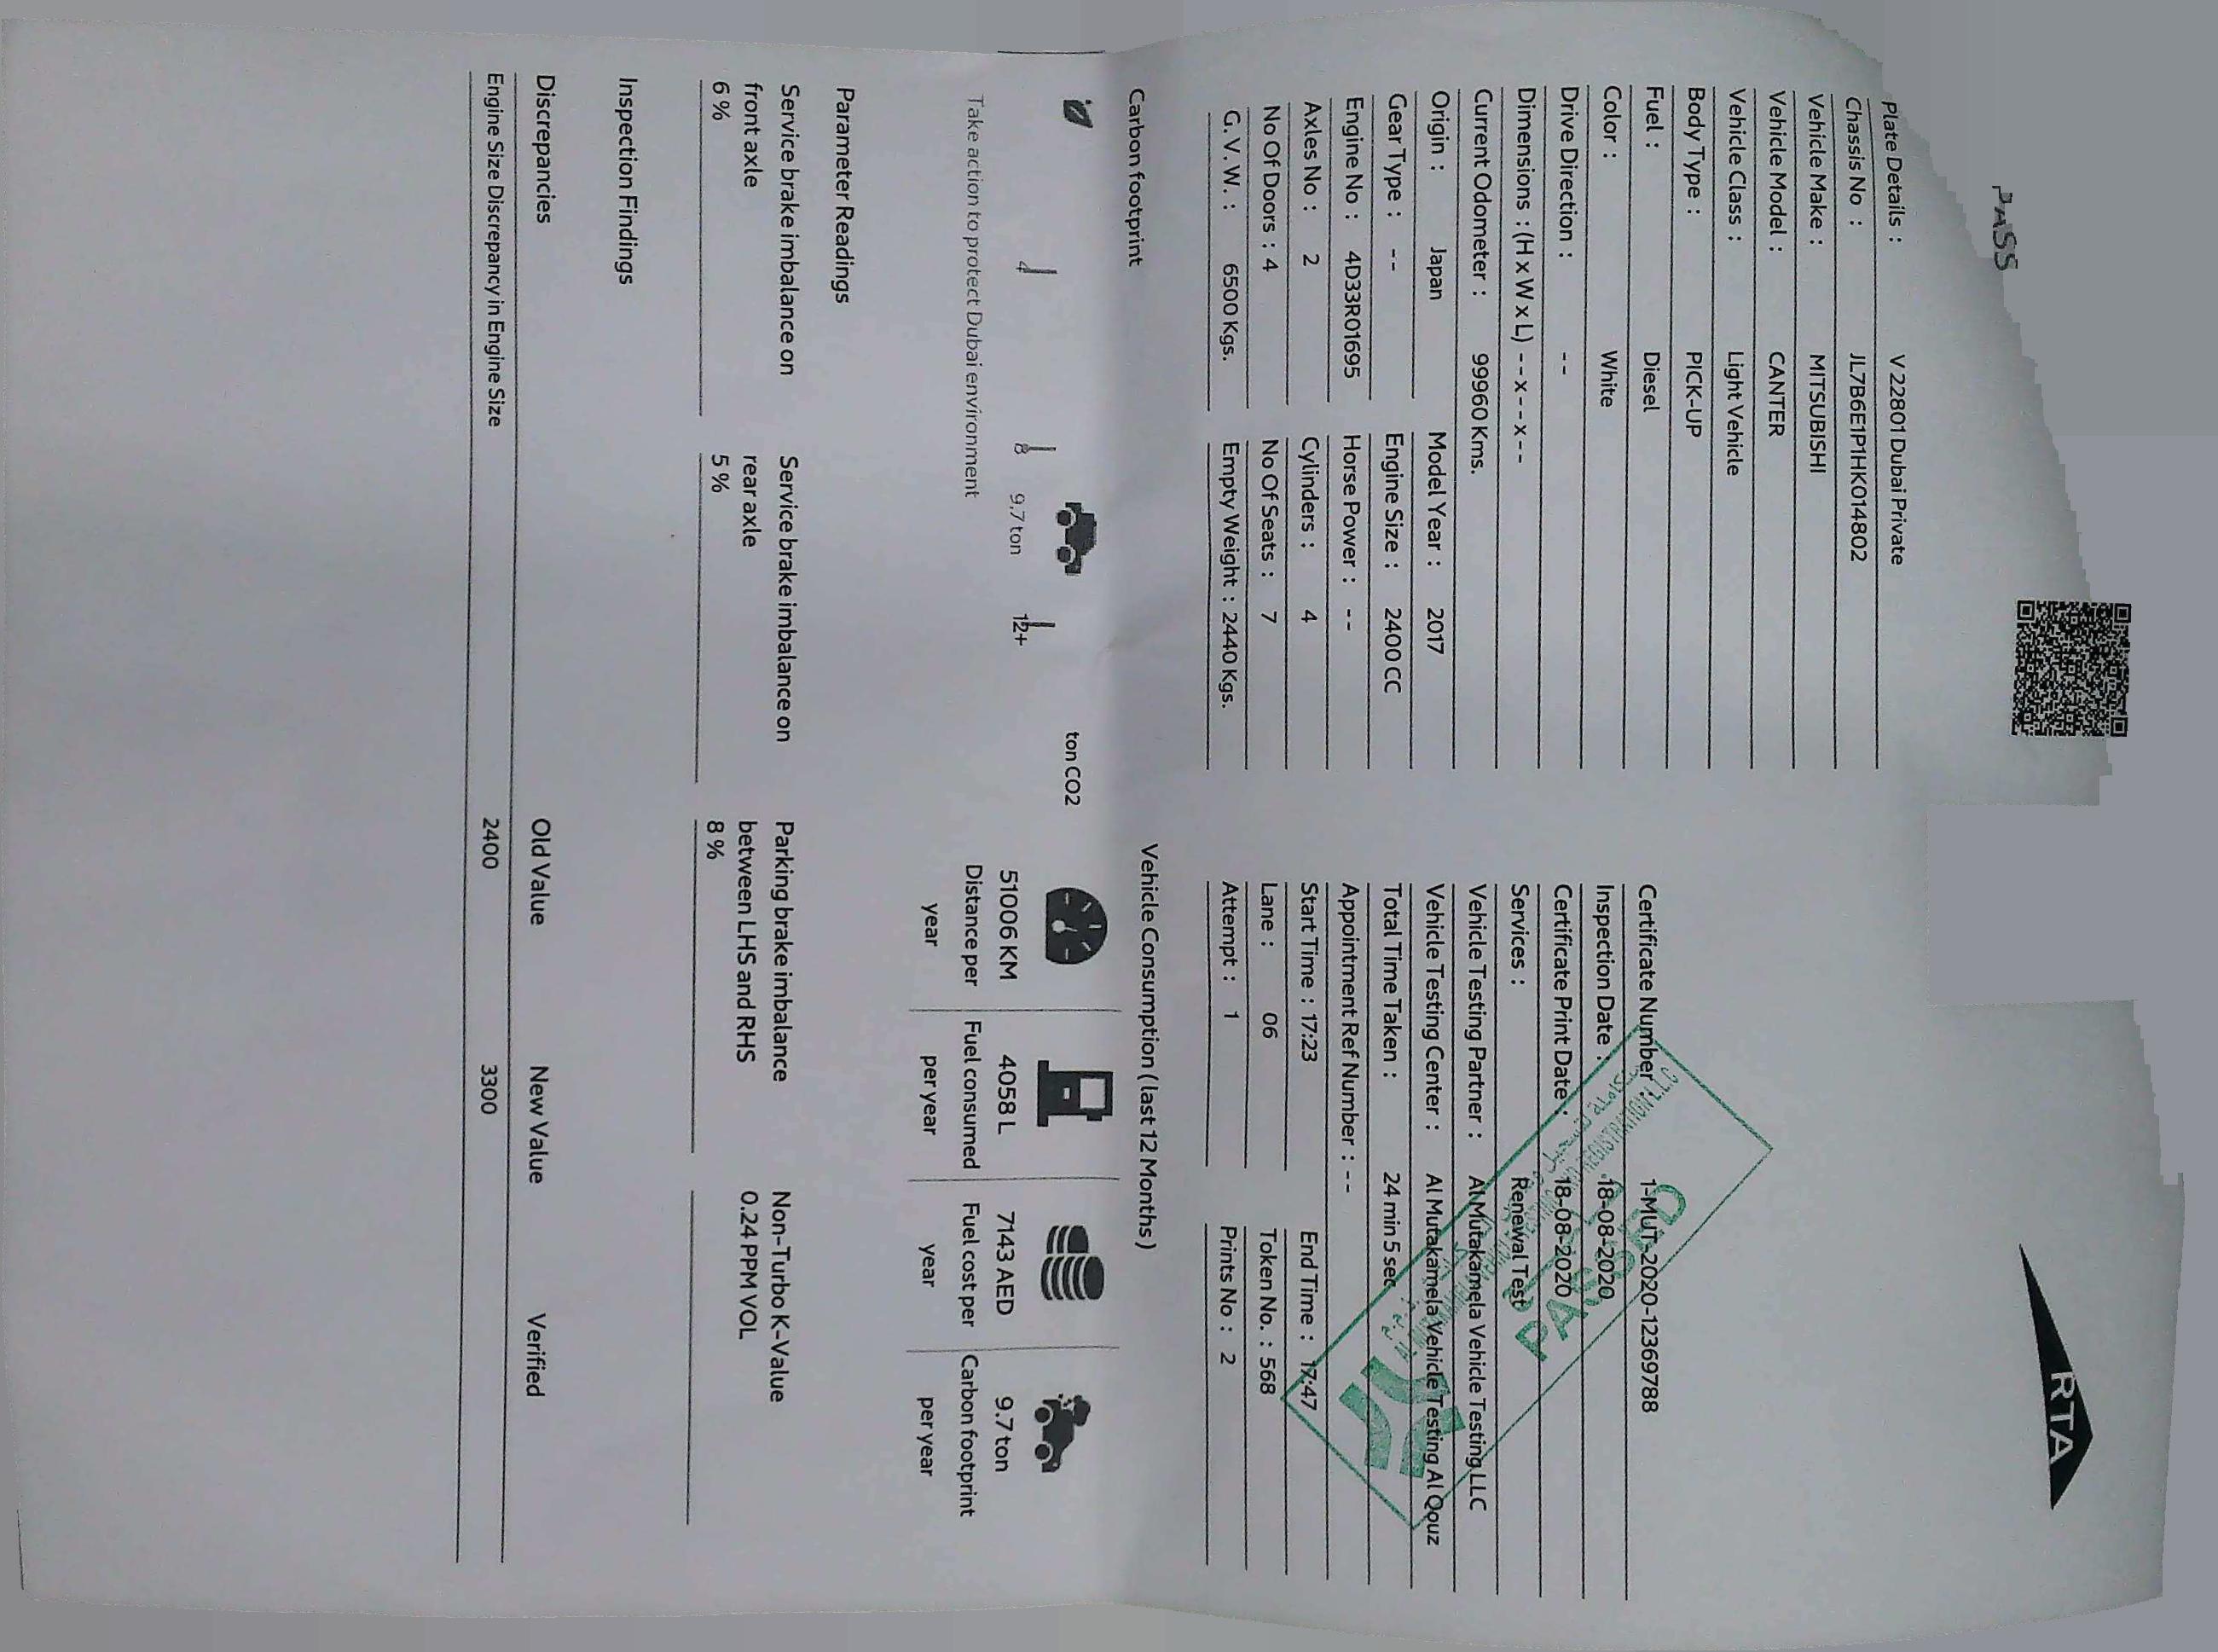 PASS
RTA
Plate Details : V 22801 Dubai Private
Chassis No : JL7B6E1P1HK014802
Vehicle Make : MITSUBISHI
Vehicle Model : CANTER
Vehicle Class : Light Vehicle
Body Type : PICK-UP
Fuel : Diesel
Color : White
Drive Direction : --
Dimensions : (H x W x L) -- x -- x --
Current Odometer : 99960 Kms.
Origin : Japan Model Year : 2017
Gear Type : -- Engine Size : 2400 CC
Engine No : 4D33R01695 Horse Power : --
Axles No : 2 Cylinders : 4
No Of Doors : 4 No Of Seats : 7
G. V. W. : 6500 Kgs. Empty Weight : 2440 Kgs.
Certificate Number : 1-MUT-2020-12369788
Inspection Date : 18-08-2020
Certificate Print Date : 18-08-2020
Services : Renewal Test
Vehicle Testing Partner : Al Mutakamela Vehicle Testing LLC
Vehicle Testing Center : Al Mutakamela Vehicle Testing Al Qouz
Total Time Taken : 24 min 5 sec
Appointment Ref Number : --
Start Time : 17:23 End Time : 17:47
Lane : 06 Token No. : 568
Attempt : 1 Prints No : 2
PASSED
Carbon footprint
ton CO2
4 8 9.7 ton 12+
Take action to protect Dubai environment
Vehicle Consumption ( last 12 Months )
51006 KM 4058 L 7143 AED 9.7 ton
Distance per Fuel consumed Fuel cost per Carbon footprint
year per year year per year
Parameter Readings
Service brake imbalance on Service brake imbalance on Parking brake imbalance Non-Turbo K-Value
front axle rear axle between LHS and RHS 0.24 PPM VOL
6 % 5 % 8 %
Inspection Findings
Discrepancies Old Value New Value Verified
Engine Size Discrepancy in Engine Size 2400 3300